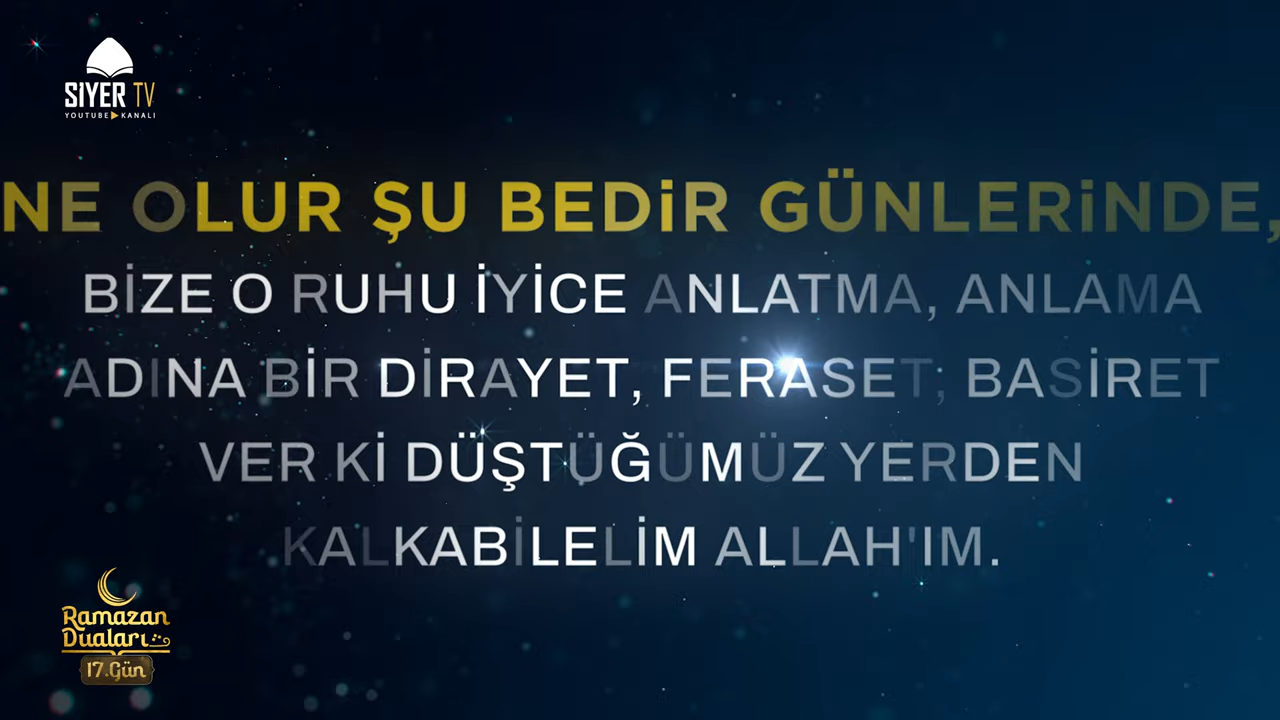 SIYER TV
YOUTUBE KANALI
NE OLUR ŞU BEDİR GÜNLERİNDE,
BİZE O RUHU İYİCE ANLATMA, ANLAMA
ADINA BİR DİRAYET, FERASET, BASİRET
VER Kİ DÜŞTÜĞÜMÜZ YERDEN
KALKABİLELİM ALLAH'IM.
Ramazan
Duaları
17.Gün